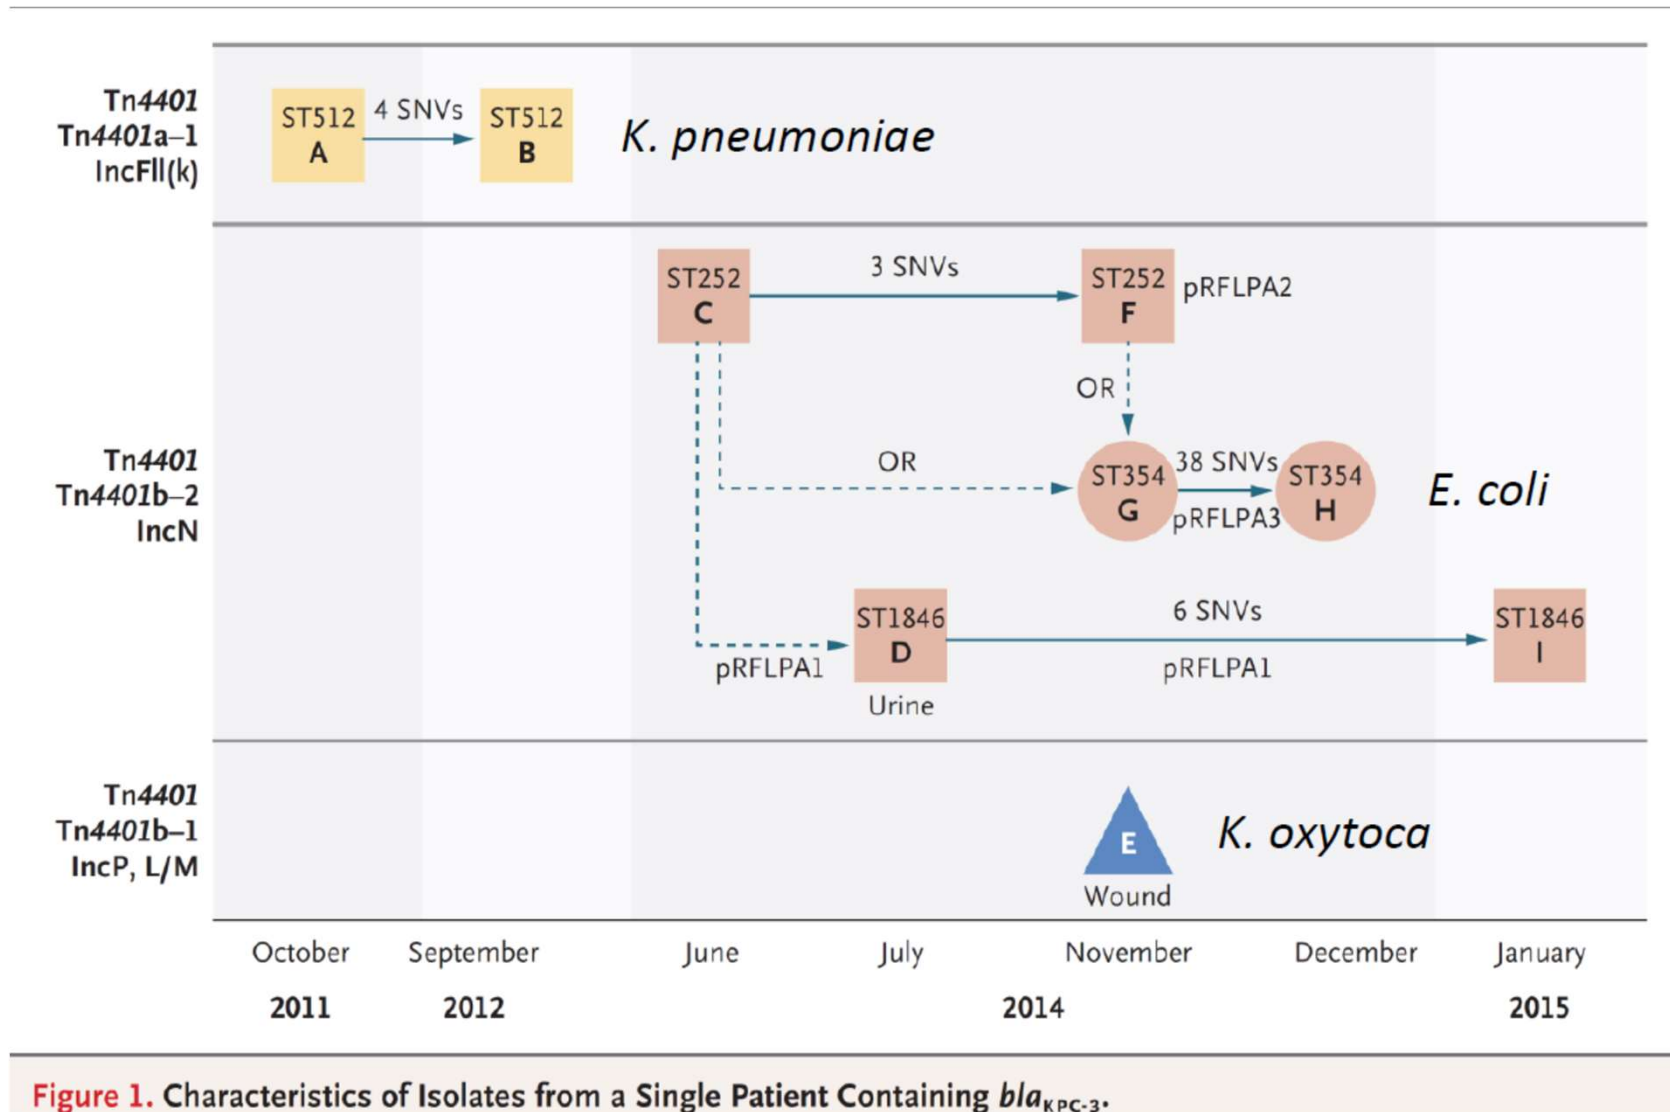 Tn4401
Tn4401a–1
IncFll(k)
ST512
A
4 SNVs
ST512
B
K. pneumoniae
Tn4401
Tn4401b–2
IncN
ST252
C
3 SNVs
ST252
F
pRFLPA2
OR
OR
ST354
G
38 SNVs
pRFLPA3
ST354
H
E. coli
pRFLPA1
ST1846
D
Urine
6 SNVs
pRFLPA1
ST1846
I
Tn4401
Tn4401b–1
IncP, L/M
E
Wound
K. oxytoca
October September June July November December January
2011 2012 2014 2015
Figure 1. Characteristics of Isolates from a Single Patient Containing blaKPC-3.